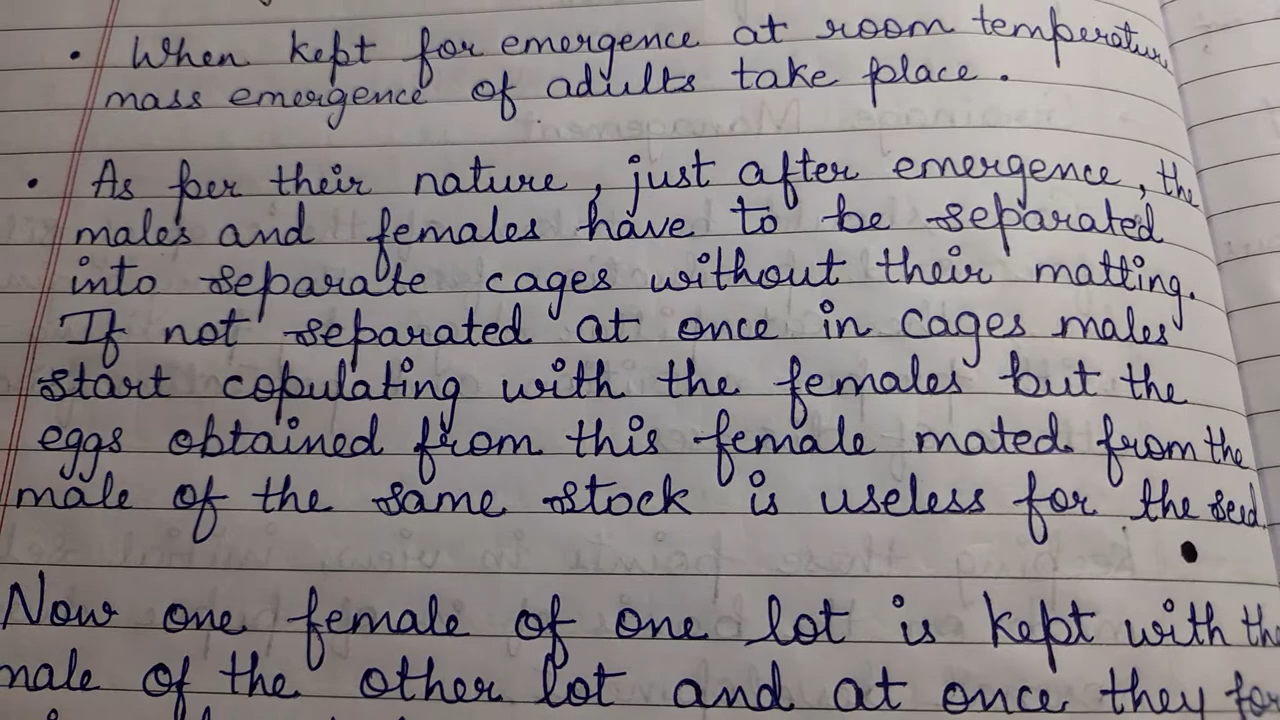 • When kept for emergence at room temperature
mass emergence of adults take place.
• As per their nature, just after emergence, the
males and females have to be separated
into separate cages without their matting.
If not separated at once in cages males
start copulating with the females but the
eggs obtained from this female mated from the
male of the same stock is useless for the seed.
Now one female of one lot is kept with the
male of the other lot and at once they for